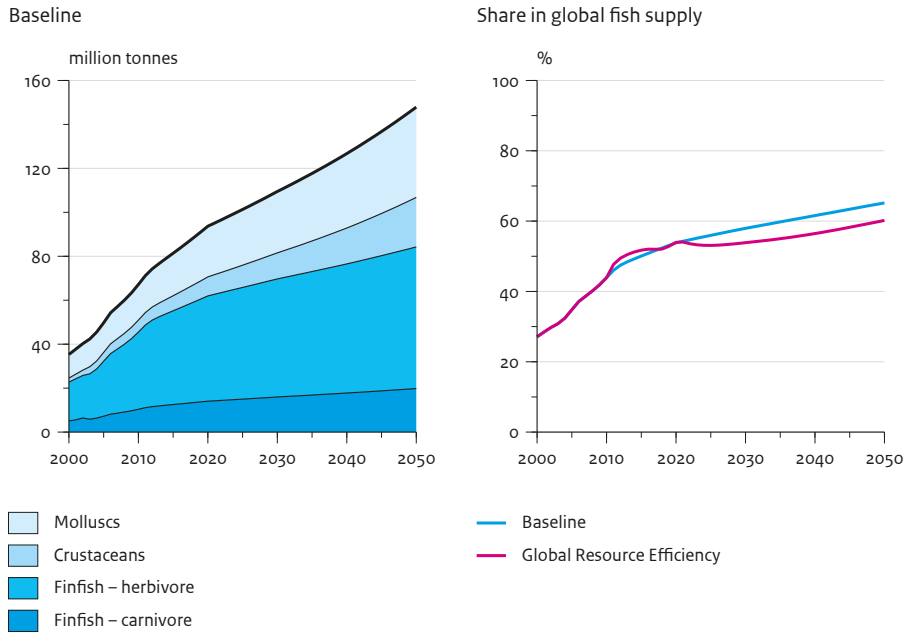 Baseline
million tonnes
160
120
80
40
0
2000 2010 2020 2030 2040 2050
Molluscs
Crustaceans
Finfish – herbivore
Finfish – carnivore
Share in global fish supply
%
100
80
60
40
20
0
2000 2010 2020 2030 2040 2050
Baseline
Global Resource Efficiency